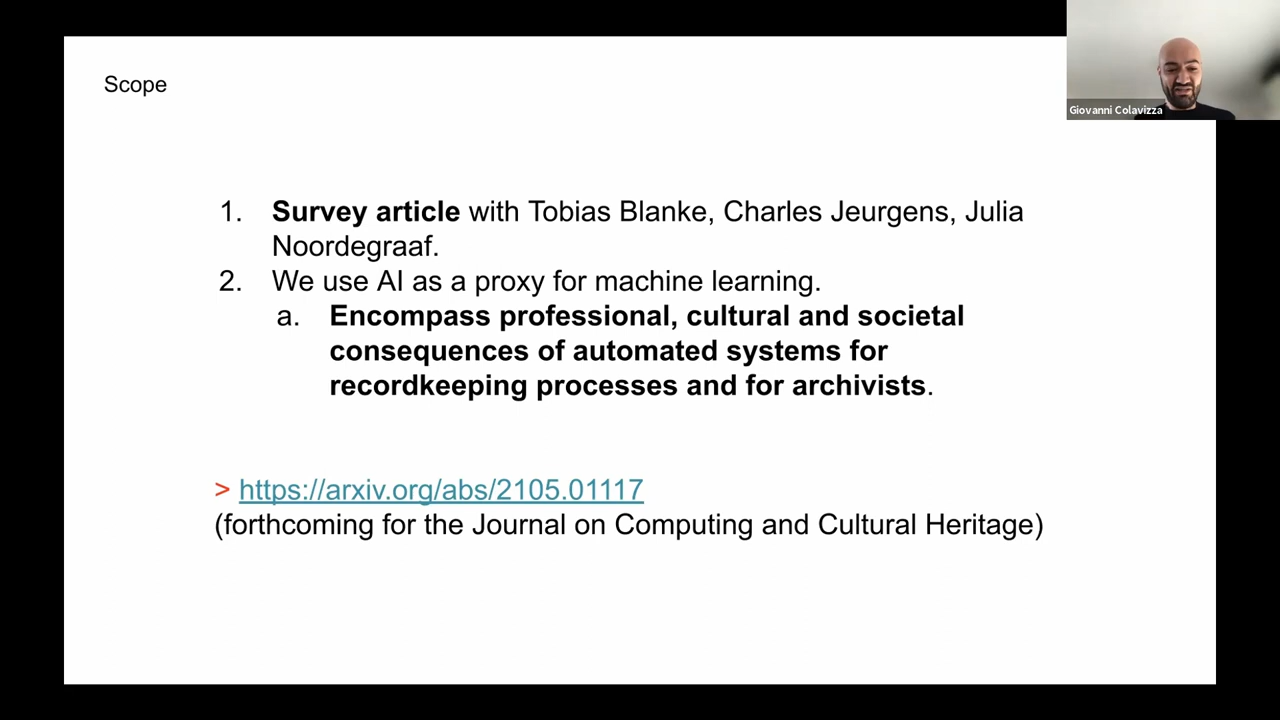 Scope
Giovanni Colavizza
1. Survey article with Tobias Blanke, Charles Jeurgens, Julia
Noordegraaf.
2. We use AI as a proxy for machine learning.
a. Encompass professional, cultural and societal
consequences of automated systems for
recordkeeping processes and for archivists.
> https://arxiv.org/abs/2105.01117
(forthcoming for the Journal on Computing and Cultural Heritage)